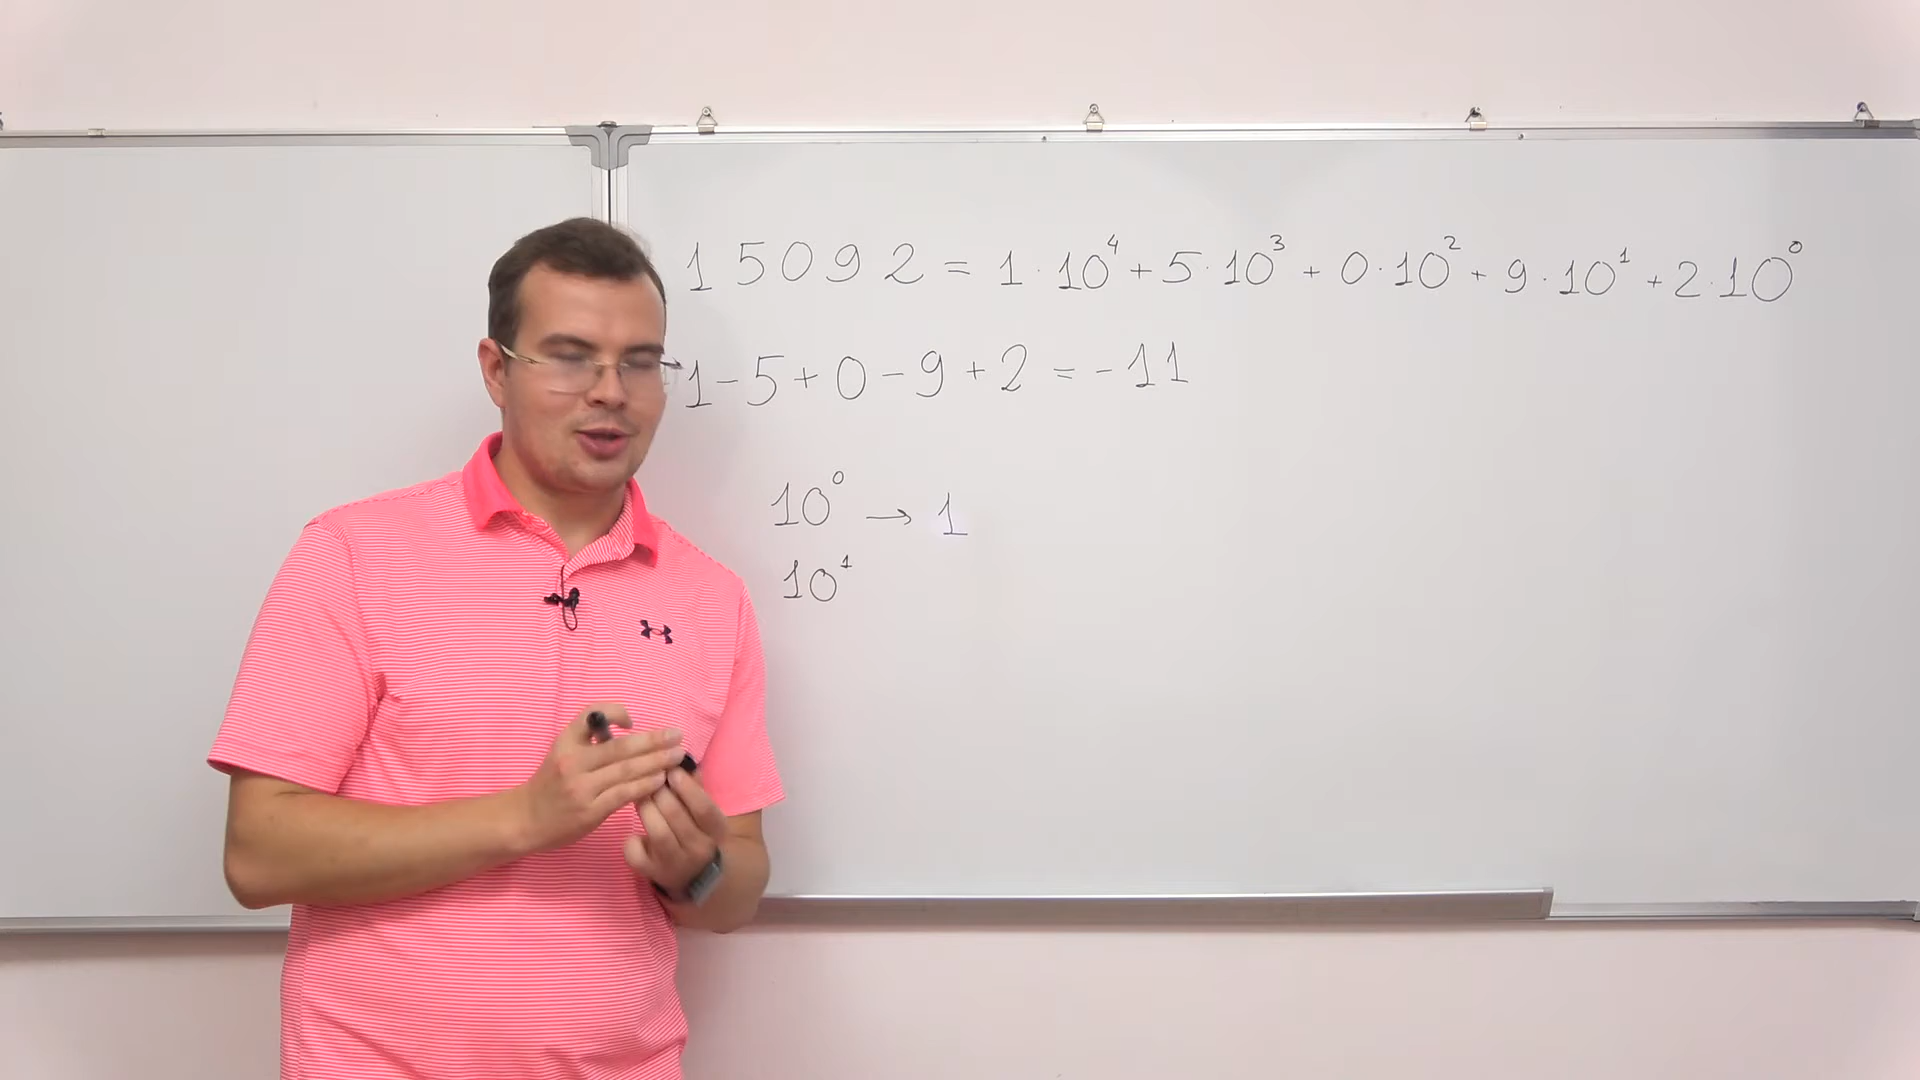 15092 = 1·10⁴ + 5·10³ + 0·10² + 9·10¹ + 2·10⁰
1 - 5 + 0 - 9 + 2 = -11
10⁰ → 1
10¹